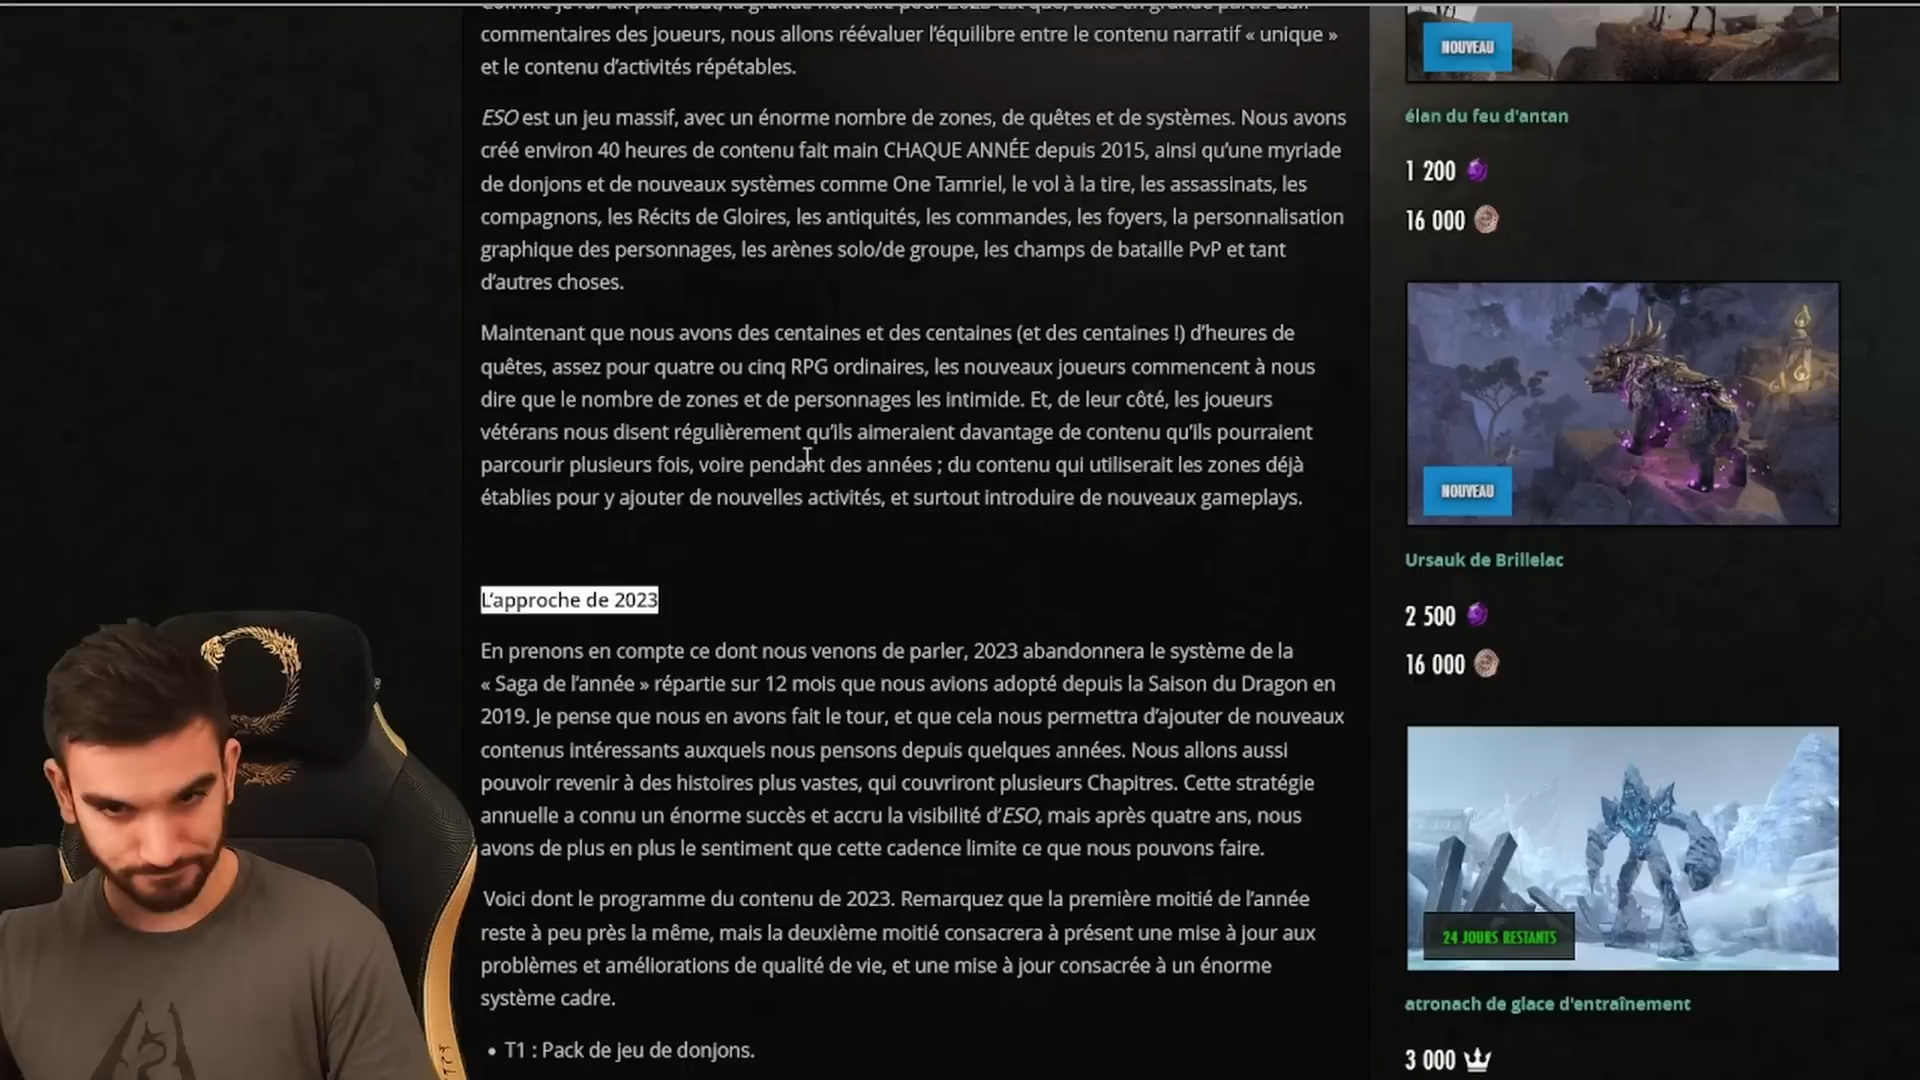 commentaires des joueurs, nous allons réévaluer l'équilibre entre le contenu narratif « unique »
et le contenu d'activités répétables.
ESO est un jeu massif, avec un énorme nombre de zones, de quêtes et de systèmes. Nous avons
créé environ 40 heures de contenu fait main CHAQUE ANNÉE depuis 2015, ainsi qu'une myriade
de donjons et de nouveaux systèmes comme One Tamriel, le vol à la tire, les assassinats, les
compagnons, les Récits de Gloires, les antiquités, les commandes, les foyers, la personnalisation
graphique des personnages, les arènes solo/de groupe, les champs de bataille PvP et tant
d'autres choses.
Maintenant que nous avons des centaines et des centaines (et des centaines !) d'heures de
quêtes, assez pour quatre ou cinq RPG ordinaires, les nouveaux joueurs commencent à nous
dire que le nombre de zones et de personnages les intimide. Et, de leur côté, les joueurs
vétérans nous disent régulièrement qu'ils aimeraient davantage de contenu qu'ils pourraient
parcourir plusieurs fois, voire pendant des années ; du contenu qui utiliserait les zones déjà
établies pour y ajouter de nouvelles activités, et surtout introduire de nouveaux gameplays.
L'approche de 2023
En prenons en compte ce dont nous venons de parler, 2023 abandonnera le système de la
« Saga de l'année » répartie sur 12 mois que nous avions adopté depuis la Saison du Dragon en
2019. Je pense que nous en avons fait le tour, et que cela nous permettra d'ajouter de nouveaux
contenus intéressants auxquels nous pensons depuis quelques années. Nous allons aussi
pouvoir revenir à des histoires plus vastes, qui couvriront plusieurs Chapitres. Cette stratégie
annuelle a connu un énorme succès et accru la visibilité d'ESO, mais après quatre ans, nous
avons de plus en plus le sentiment que cette cadence limite ce que nous pouvons faire.
Voici dont le programme du contenu de 2023. Remarquez que la première moitié de l'année
reste à peu près la même, mais la deuxième moitié consacrera à présent une mise à jour aux
problèmes et améliorations de qualité de vie, et une mise à jour consacrée à un énorme
système cadre.
• T1 : Pack de jeu de donjons.
NOUVEAU
élan du feu d'antan
1 200
16 000
NOUVEAU
Ursauk de Brillelac
2 500
16 000
24 JOURS RESTANTS
atronach de glace d'entraînement
3 000